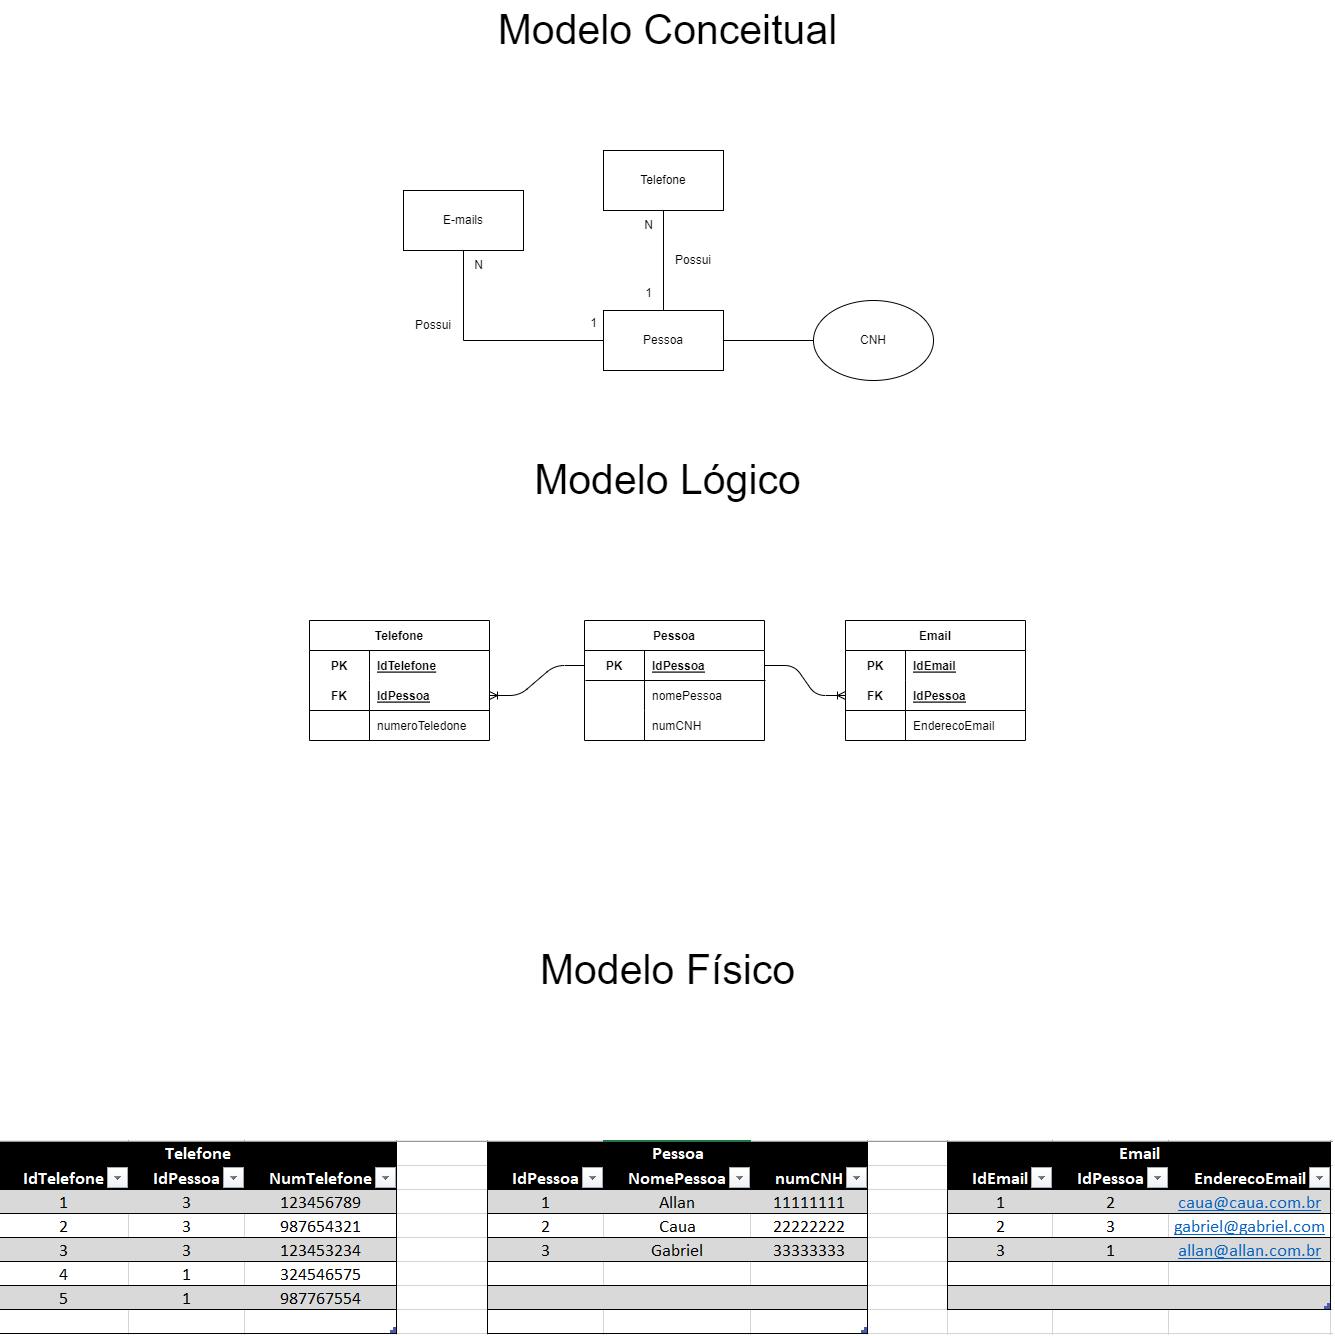 Modelo Conceitual
Telefone
E-mails
N
N
Possui
1
Possui
1
Pessoa
CNH
Modelo Lógico
Telefone
PK IdTelefone
FK IdPessoa
numeroTeledone
Pessoa
PK IdPessoa
nomePessoa
numCNH
Email
PK IdEmail
FK IdPessoa
EnderecoEmail
Modelo Físico
Telefone
IdTelefone IdPessoa NumTelefone
1 3 123456789
2 3 987654321
3 3 123453234
4 1 324546575
5 1 987767554
Pessoa
IdPessoa NomePessoa numCNH
1 Allan 11111111
2 Caua 22222222
3 Gabriel 33333333
Email
IdEmail IdPessoa EnderecoEmail
1 2 caua@caua.com.br
2 3 gabriel@gabriel.com
3 1 allan@allan.com.br